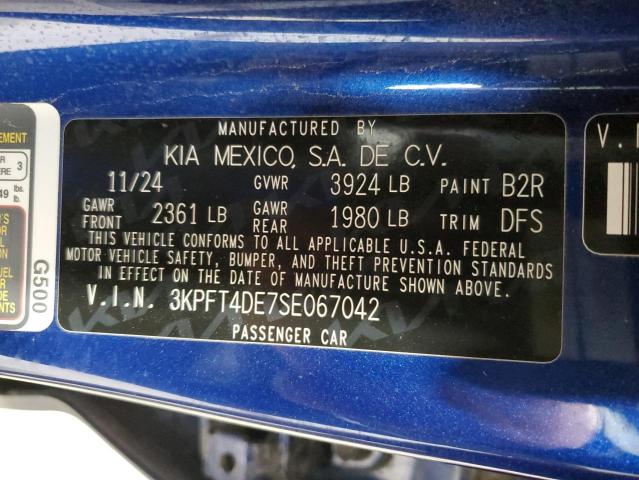 MANUFACTURED BY
KIA MEXICO, S.A. DE C.V.
11/24 GVWR 3924 LB PAINT B2R
GAWR FRONT 2361 LB GAWR REAR 1980 LB TRIM DFS
THIS VEHICLE CONFORMS TO ALL APPLICABLE U.S.A. FEDERAL
MOTOR VEHICLE SAFETY, BUMPER, AND THEFT PREVENTION STANDARDS
IN EFFECT ON THE DATE OF MANUFACTURE SHOWN ABOVE.
V.I.N. 3KPFT4DE7SE067042
PASSENGER CAR
G500
3
lbs.